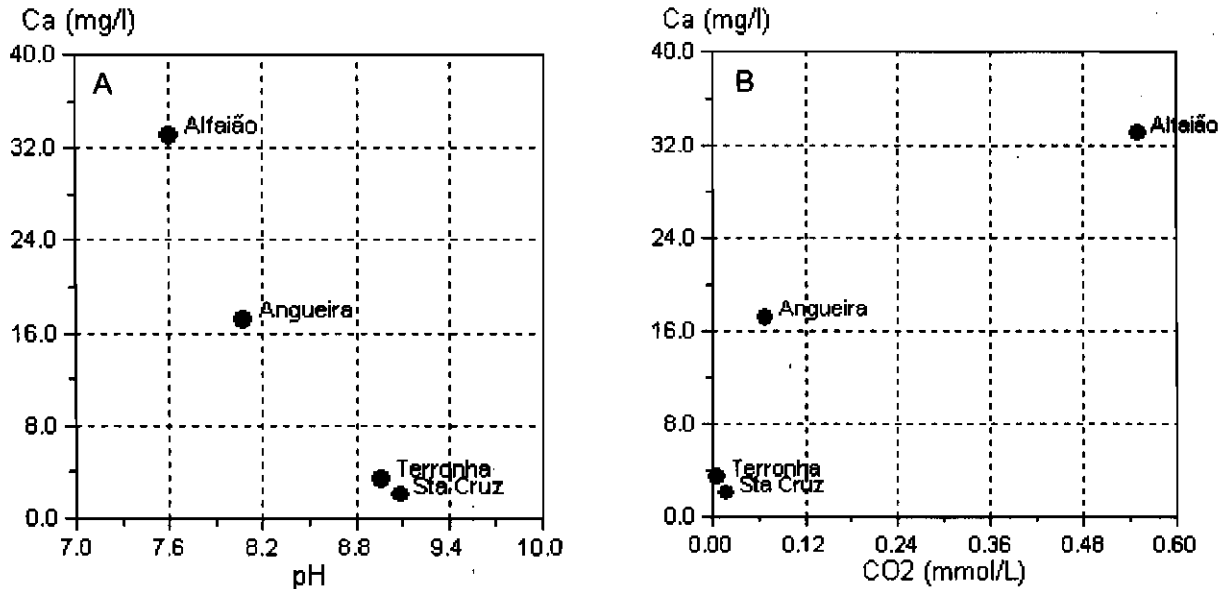 Ca (mg/l)
40.0
32.0
24.0
16.0
8.0
0.0
A
Alfaião
Angueira
Terronha
Sta Cruz
7.0 7.6 8.2 8.8 9.4 10.0
pH
Ca (mg/l)
40.0
32.0
24.0
16.0
8.0
0.0
B
Alfaião
Angueira
Terronha
Sta Cruz
0.00 0.12 0.24 0.36 0.48 0.60
CO2 (mmol/L)